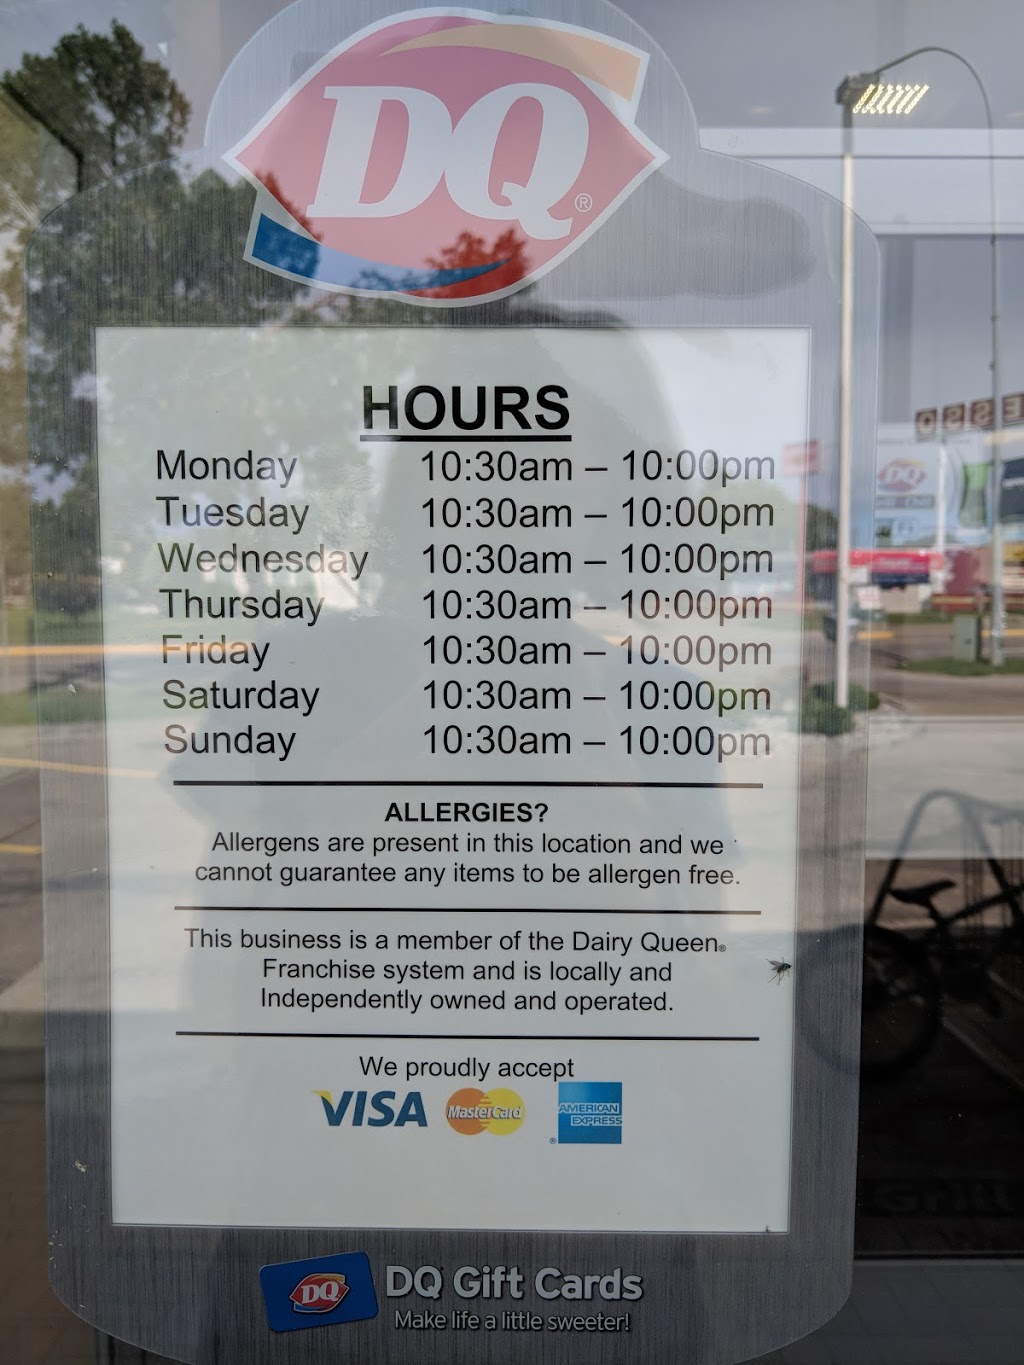 DQ®
HOURS
Monday 10:30am – 10:00pm
Tuesday 10:30am – 10:00pm
Wednesday 10:30am – 10:00pm
Thursday 10:30am – 10:00pm
Friday 10:30am – 10:00pm
Saturday 10:30am – 10:00pm
Sunday 10:30am – 10:00pm
ALLERGIES?
Allergens are present in this location and we
cannot guarantee any items to be allergen free.
This business is a member of the Dairy Queen®
Franchise system and is locally and
Independently owned and operated.
We proudly accept
VISA MasterCard AMERICAN EXPRESS®
DQ
DQ Gift Cards
Make life a little sweeter!
DQ
Grill